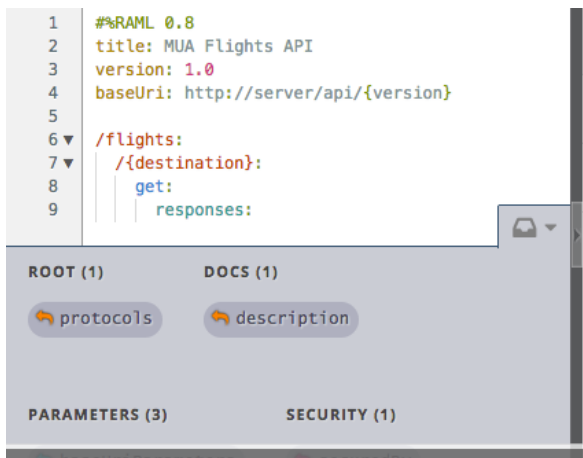 1 #%RAML 0.8
2 title: MUA Flights API
3 version: 1.0
4 baseUri: http://server/api/{version}
5
6 /flights:
7 /{destination}:
8 get:
9 responses:
ROOT (1) DOCS (1)
protocols description
PARAMETERS (3) SECURITY (1)